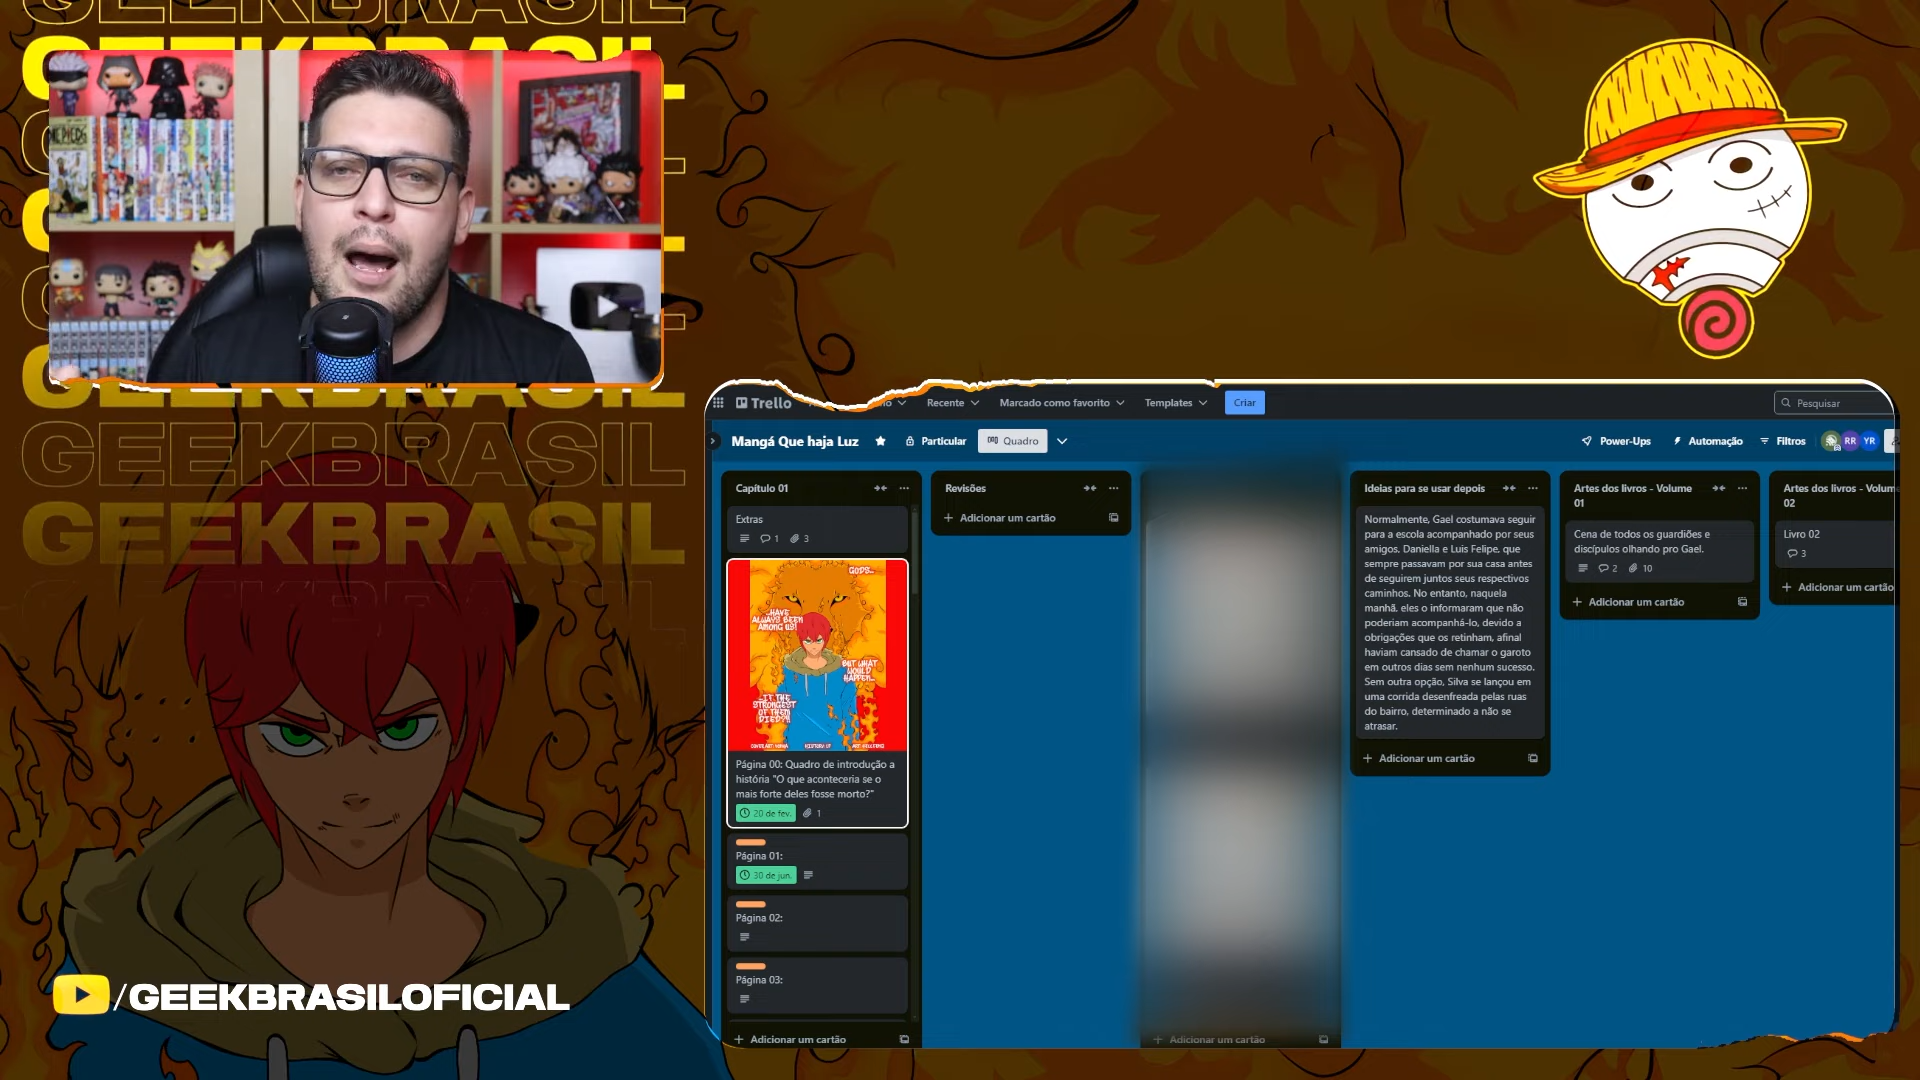 GEEKBRASIL
GEEKBRASIL
GEEKBRASIL
GEEKBRASIL
GEEKBRASIL
/GEEKBRASILOFICIAL
Trello
Recente
Marcado como favorito
Templates
Criar
Pesquisar
Mangá Que haja Luz
Particular
Quadro
Power-Ups
Automação
Filtros
RR
YR
Capítulo 01
Extras
1
3
GODS...
...HAVE
ALWAYS BEEN
AMONG US!
BUT WHAT
WOULD
HAPPEN...
...IF THE
STRONGEST
OF THEM
DIED?!
Página 00: Quadro de introdução a
história "O que aconteceria se o
mais forte deles fosse morto?"
20 de fev.
1
Página 01:
30 de jun.
Página 02:
Página 03:
Adicionar um cartão
Revisões
Adicionar um cartão
Adicionar um cartão
Ideias para se usar depois
Normalmente, Gael costumava seguir
para a escola acompanhado por seus
amigos, Daniella e Luis Felipe, que
sempre passavam por sua casa antes
de seguirem juntos seus respectivos
caminhos. No entanto, naquela
manhã, eles o informaram que não
poderiam acompanhá-lo, devido a
obrigações que os retinham, afinal
haviam cansado de chamar o garoto
em outros dias sem nenhum sucesso.
Sem outra opção, Silva se lançou em
uma corrida desenfreada pelas ruas
do bairro, determinado a não se
atrasar.
Adicionar um cartão
Artes dos livros - Volume
01
Cena de todos os guardiões e
discípulos olhando pro Gael.
2
10
Adicionar um cartão
Artes dos livros - Volume
02
Livro 02
3
Adicionar um cartão